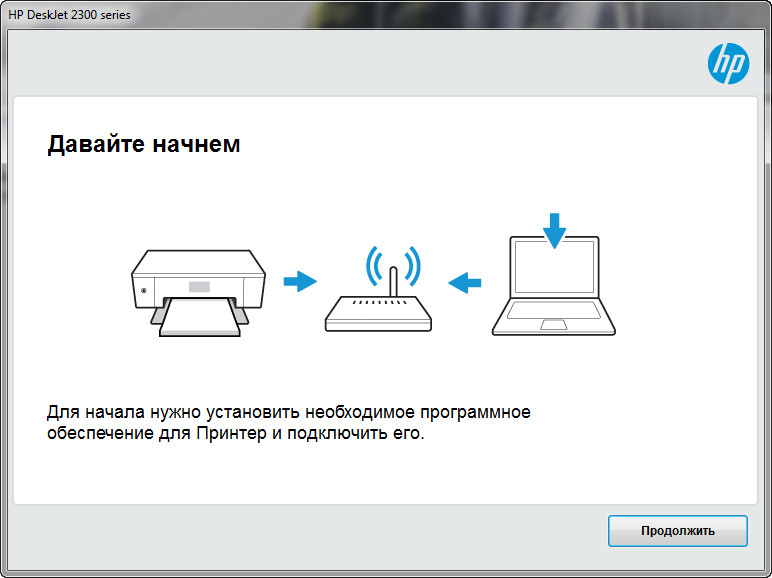 HP DeskJet 2300 series
hp
Давайте начнем
Для начала нужно установить необходимое программное
обеспечение для Принтер и подключить его.
Продолжить